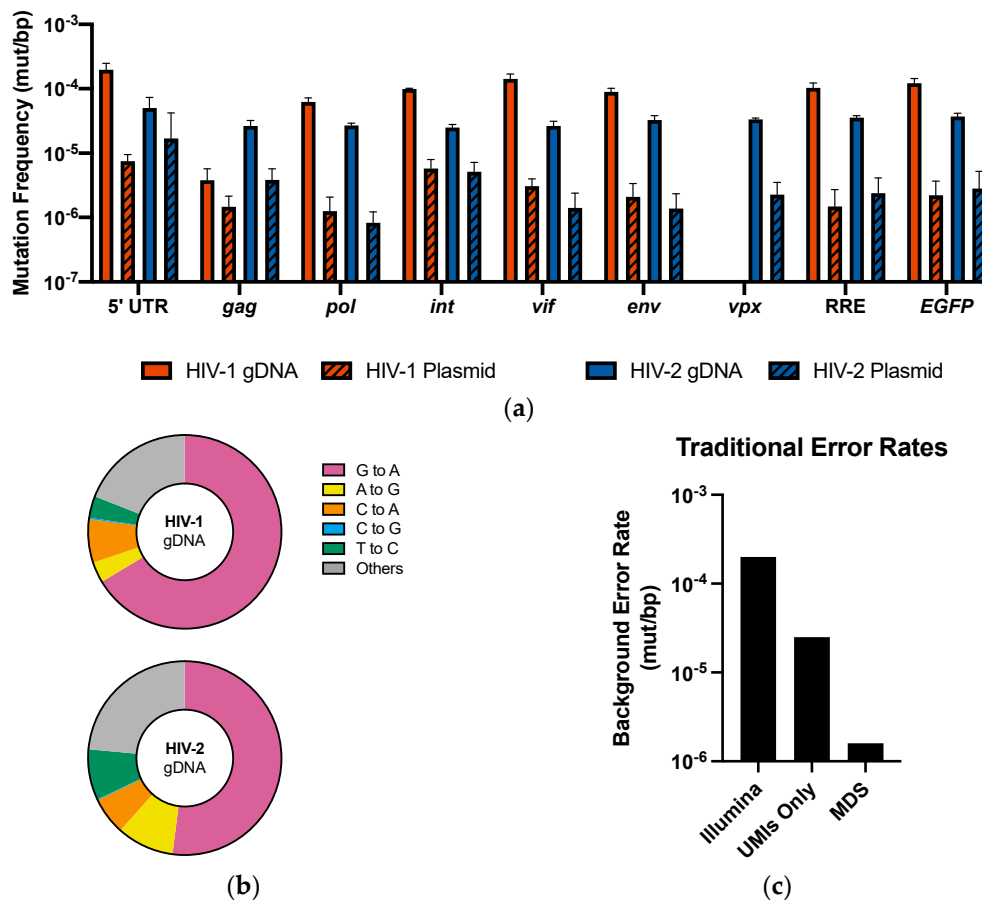 Mutation Frequency (mut/bp)
10⁻³
10⁻⁴
10⁻⁵
10⁻⁶
10⁻⁷
5' UTR gag pol int vif env vpx RRE EGFP
HIV-1 gDNA HIV-1 Plasmid HIV-2 gDNA HIV-2 Plasmid
(a)
HIV-1
gDNA
G to A
A to G
C to A
C to G
T to C
Others
HIV-2
gDNA
(b)
Traditional Error Rates
Background Error Rate
(mut/bp)
10⁻³
10⁻⁴
10⁻⁵
10⁻⁶
Illumina
UMIs Only
MDS
(c)